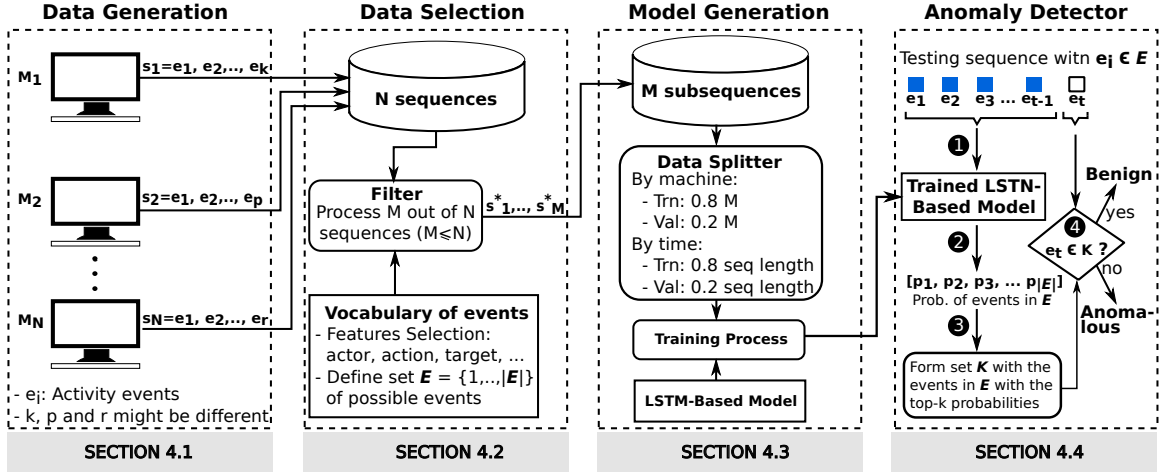 Data Generation
M1
s1=e1, e2,.., ek
M2
s2=e1, e2,.., ep
MN
sN=e1, e2,.., er
- ei: Activity events
- k, p and r might be different
SECTION 4.1
Data Selection
N sequences
Filter
Process M out of N
sequences (M⩽N)
s*1,.., s*M
Vocabulary of events
- Features Selection:
actor, action, target, ...
- Define set E = {1,..,|E|}
of possible events
SECTION 4.2
Model Generation
M subsequences
Data Splitter
By machine:
- Trn: 0.8 M
- Val: 0.2 M
By time:
- Trn: 0.8 seq length
- Val: 0.2 seq length
Training Process
LSTM-Based Model
SECTION 4.3
Anomaly Detector
Testing sequence witn ei Є E
e1 e2 e3 ... et-1 et
1
Trained LSTN-
Based Model
2
[p1, p2, p3, ... p|E|]
Prob. of events in E
3
Form set K with the
events in E with the
top-k probabilities
4
et Є K ?
Benign
yes
no
Anoma-
lous
SECTION 4.4